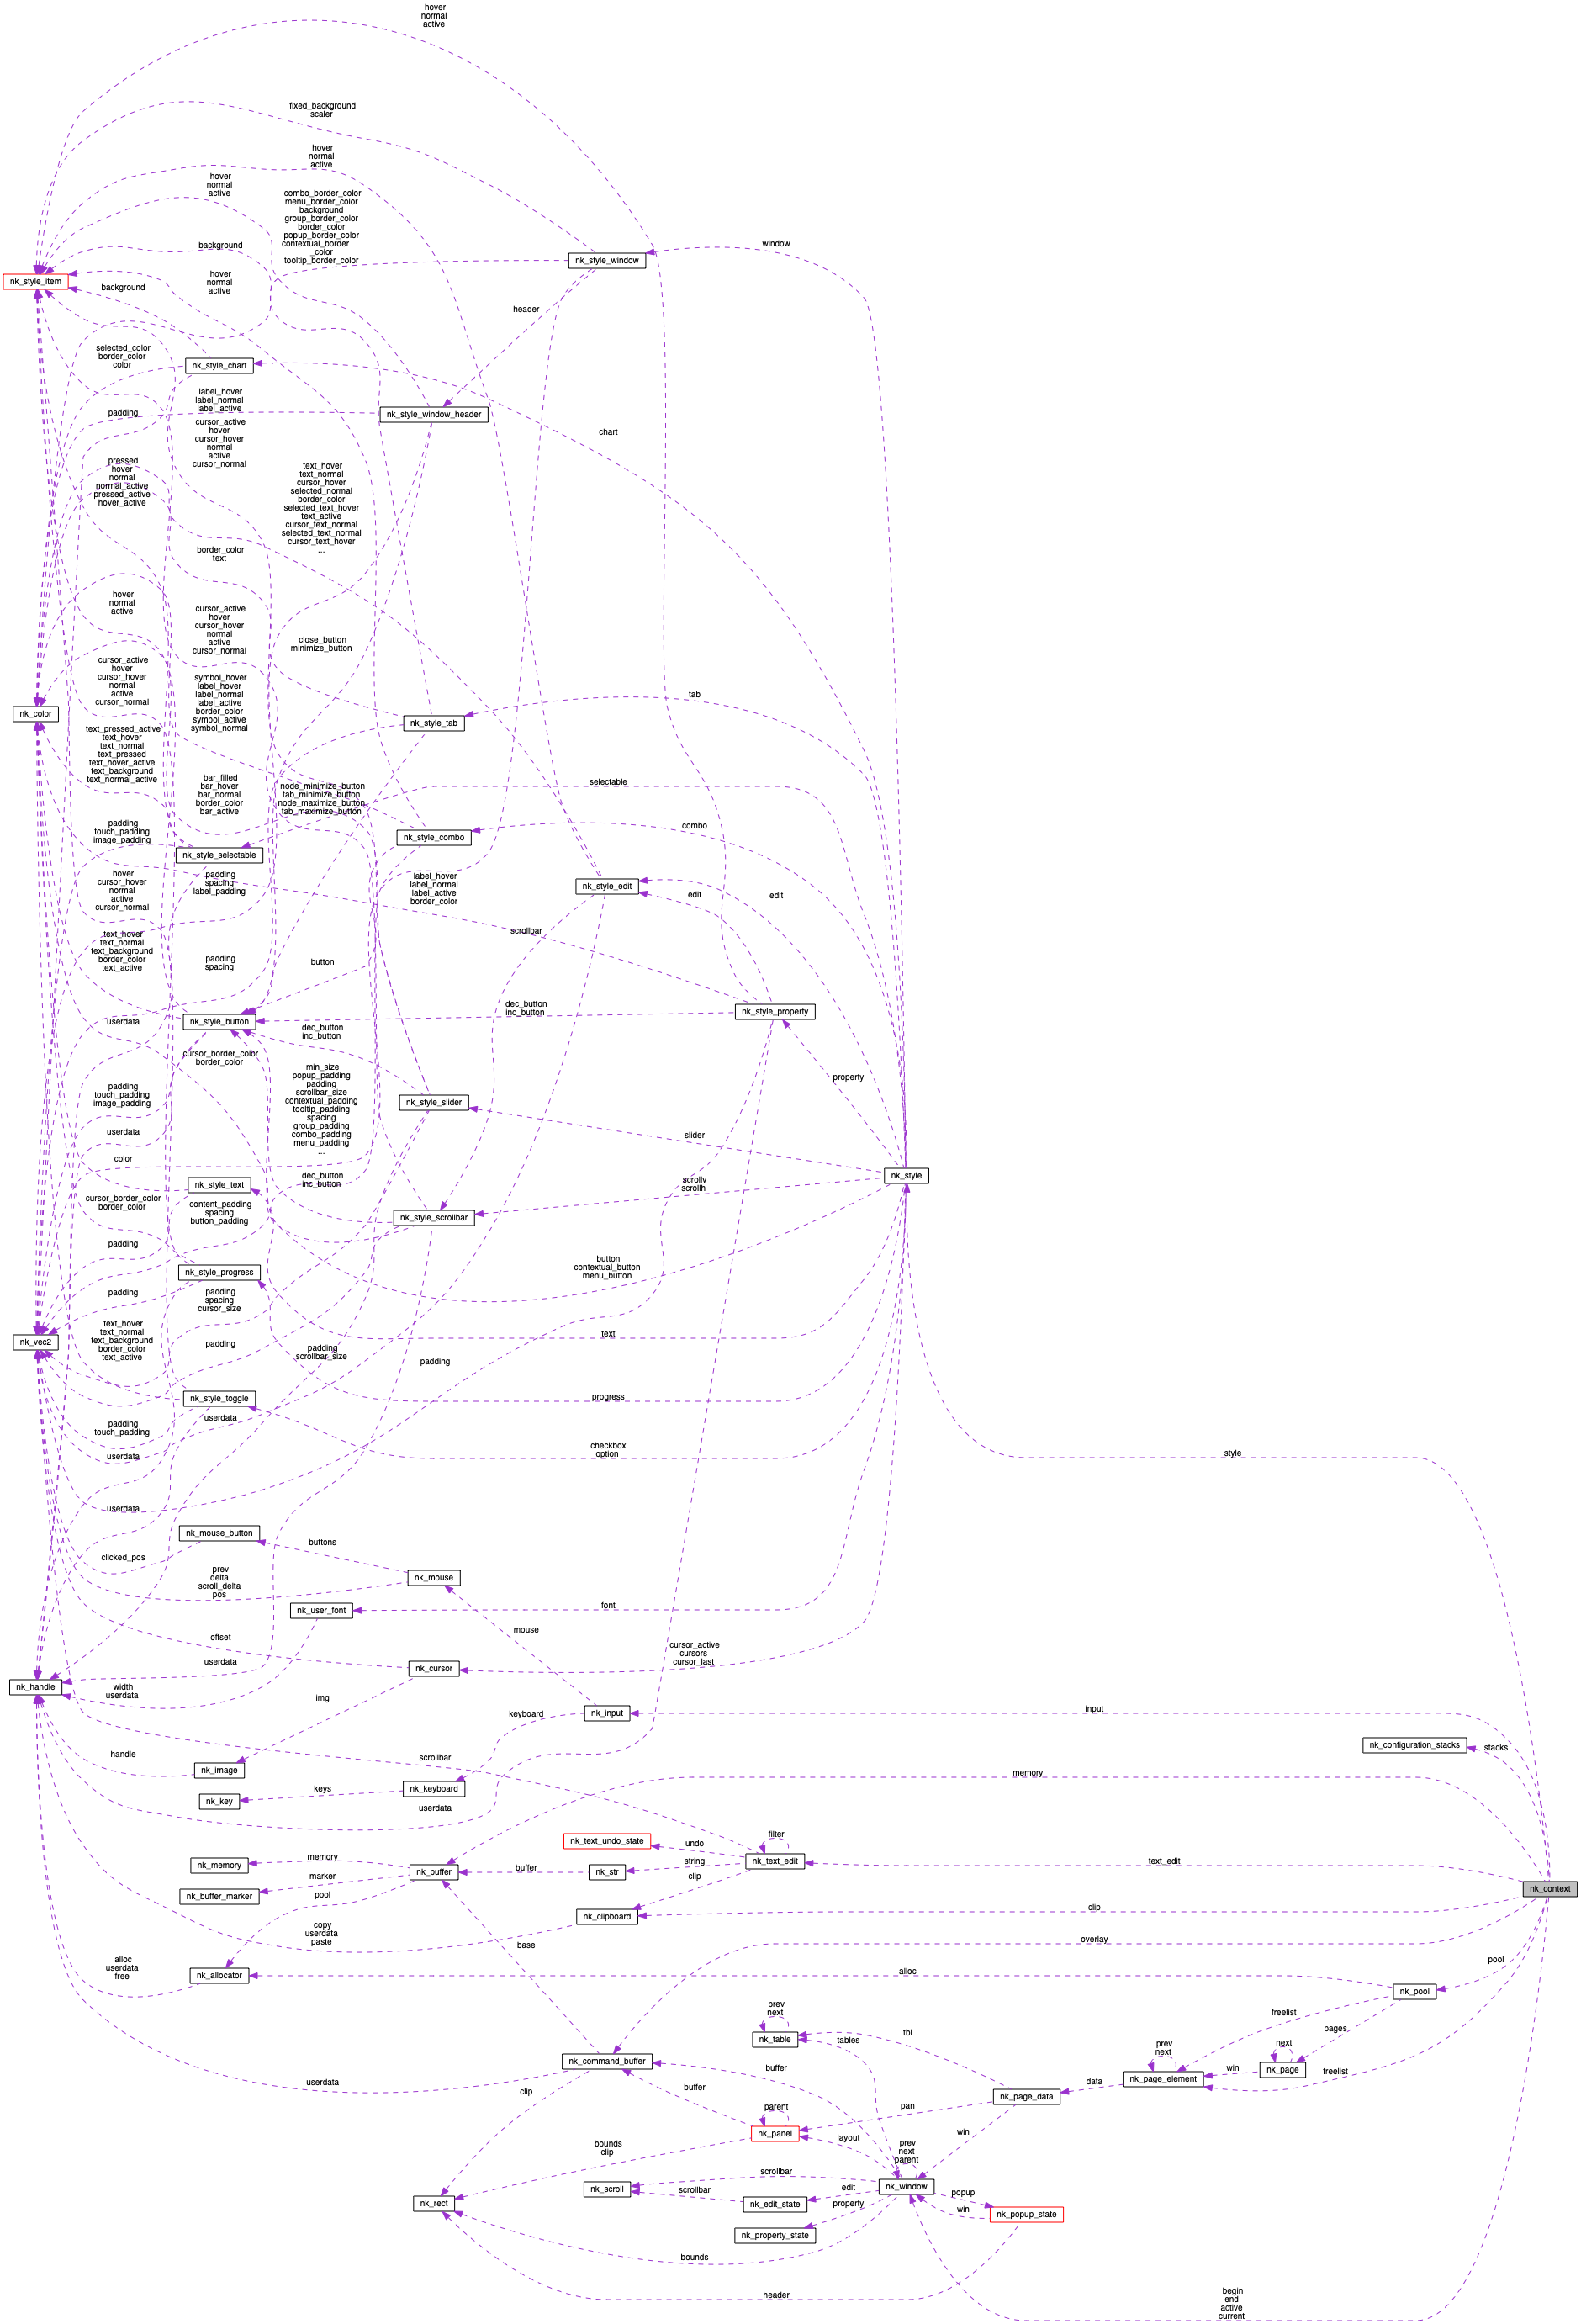 hover
normal
active
fixed_background
scaler
hover
normal
active
hover
normal
active
combo_border_color
menu_border_color
background
group_border_color
border_color
popup_border_color
contextual_border
_color
tooltip_border_color
background
window
nk_style_window
nk_style_item
hover
normal
active
background
header
selected_color
border_color
color
nk_style_chart
label_hover
label_normal
label_active
padding
nk_style_window_header
chart
cursor_active
hover
cursor_hover
normal
active
cursor_normal
pressed
hover
normal
normal_active
pressed_active
hover_active
text_hover
text_normal
cursor_hover
selected_normal
border_color
selected_text_hover
text_active
cursor_text_normal
selected_text_normal
cursor_text_hover
...
border_color
text
hover
normal
active
cursor_active
hover
cursor_hover
normal
active
cursor_normal
close_button
minimize_button
cursor_active
hover
cursor_hover
normal
active
cursor_normal
symbol_hover
label_hover
label_normal
label_active
border_color
symbol_active
symbol_normal
tab
nk_color
nk_style_tab
text_pressed_active
text_hover
text_normal
text_pressed
text_hover_active
text_background
text_normal_active
bar_filled
bar_hover
bar_normal
border_color
bar_active
node_minimize_button
tab_minimize_button
node_maximize_button
tab_maximize_button
selectable
padding
touch_padding
image_padding
nk_style_combo
combo
nk_style_selectable
hover
cursor_hover
normal
active
cursor_normal
padding
spacing
label_padding
label_hover
label_normal
label_active
border_color
nk_style_edit
edit
edit
scrollbar
text_hover
text_normal
text_background
border_color
text_active
padding
spacing
button
dec_button
inc_button
nk_style_property
nk_style_button
userdata
dec_button
inc_button
cursor_border_color
border_color
min_size
popup_padding
padding
scrollbar_size
contextual_padding
tooltip_padding
spacing
group_padding
combo_padding
menu_padding
...
property
padding
touch_padding
image_padding
nk_style_slider
userdata
slider
color
nk_style_text
dec_button
inc_button
scrollv
scrollh
nk_style
cursor_border_color
border_color
content_padding
spacing
button_padding
nk_style_scrollbar
padding
button
contextual_button
menu_button
nk_style_progress
padding
padding
spacing
cursor_size
nk_vec2
text_hover
text_normal
text_background
border_color
text_active
padding
padding
scrollbar_size
padding
text
nk_style_toggle
progress
padding
touch_padding
userdata
userdata
checkbox
option
style
userdata
nk_mouse_button
buttons
clicked_pos
prev
delta
scroll_delta
pos
nk_mouse
nk_user_font
font
mouse
offset
userdata
nk_cursor
cursor_active
cursors
cursor_last
nk_handle
width
userdata
img
keyboard
nk_input
input
handle
nk_image
scrollbar
nk_configuration_stacks
stacks
keys
nk_keyboard
nk_key
userdata
memory
nk_text_undo_state
undo
filter
nk_text_edit
text_edit
nk_memory
memory
nk_buffer
buffer
nk_str
string
marker
nk_buffer_marker
pool
clip
nk_clipboard
clip
nk_context
copy
userdata
paste
base
overlay
alloc
userdata
free
nk_allocator
alloc
pool
nk_pool
freelist
pages
prev
next
nk_table
tbl
tables
nk_command_buffer
userdata
clip
buffer
prev
next
nk_page_element
win
next
nk_page
freelist
data
nk_page_data
buffer
pan
parent
nk_panel
layout
win
bounds
clip
prev
next
parent
nk_window
scrollbar
nk_scroll
scrollbar
edit
nk_edit_state
popup
win
nk_popup_state
nk_rect
property
nk_property_state
bounds
header
begin
end
active
current